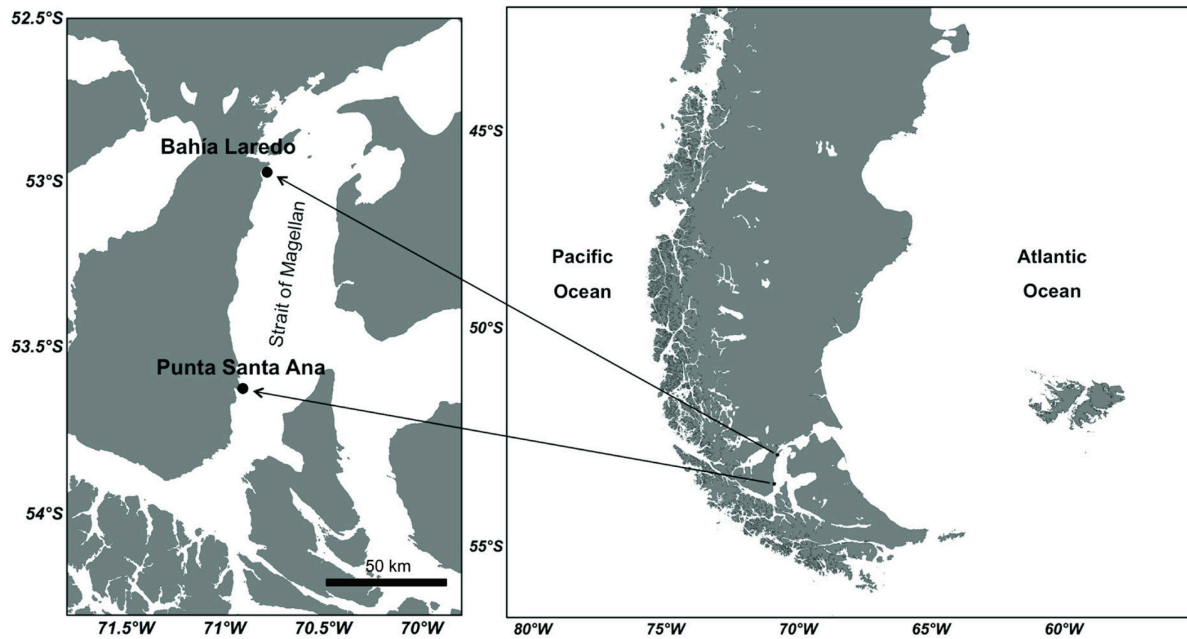 52.5°S
53°S
53.5°S
54°S
Bahía Laredo
Strait of Magellan
Punta Santa Ana
50 km
71.5°W
71°W
70.5°W
70°W
45°S
50°S
55°S
Pacific
Ocean
Atlantic
Ocean
80°W
75°W
70°W
65°W
60°W